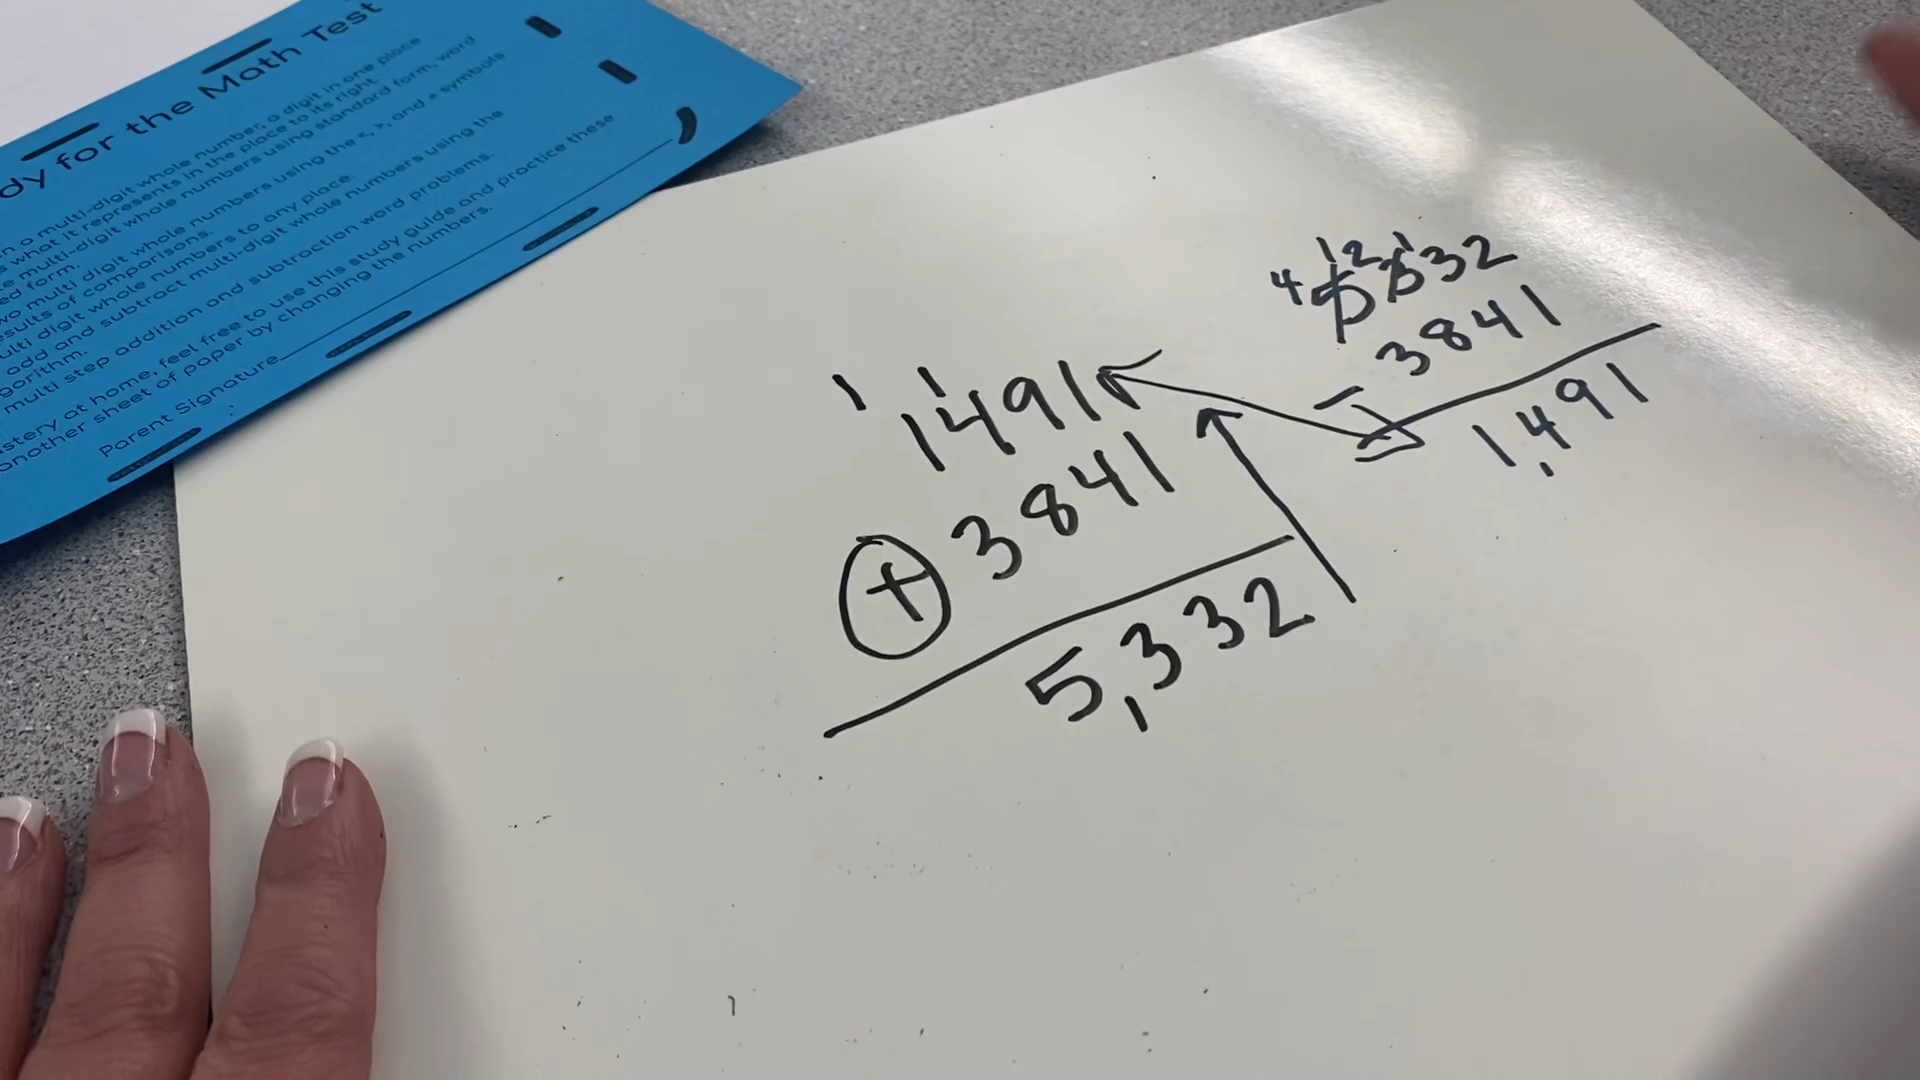 dy for the Math Test
n a multi-digit whole number, a digit in one place
s what it represents in the place to its right.
e multi-digit whole numbers using standard form, word
ed form.
wo multi digit whole numbers using the <, >, and = symbols
esults of comparisons.
ulti digit whole numbers to any place.
add and subtract multi-digit whole numbers using the
gorithm.
multi step addition and subtraction word problems.
stery at home, feel free to use this study guide and practice these
another sheet of paper by changing the numbers.
Parent Signature
1 1
1491
+ 3841
5,332
4 12 1
5332
- 3841
1,491